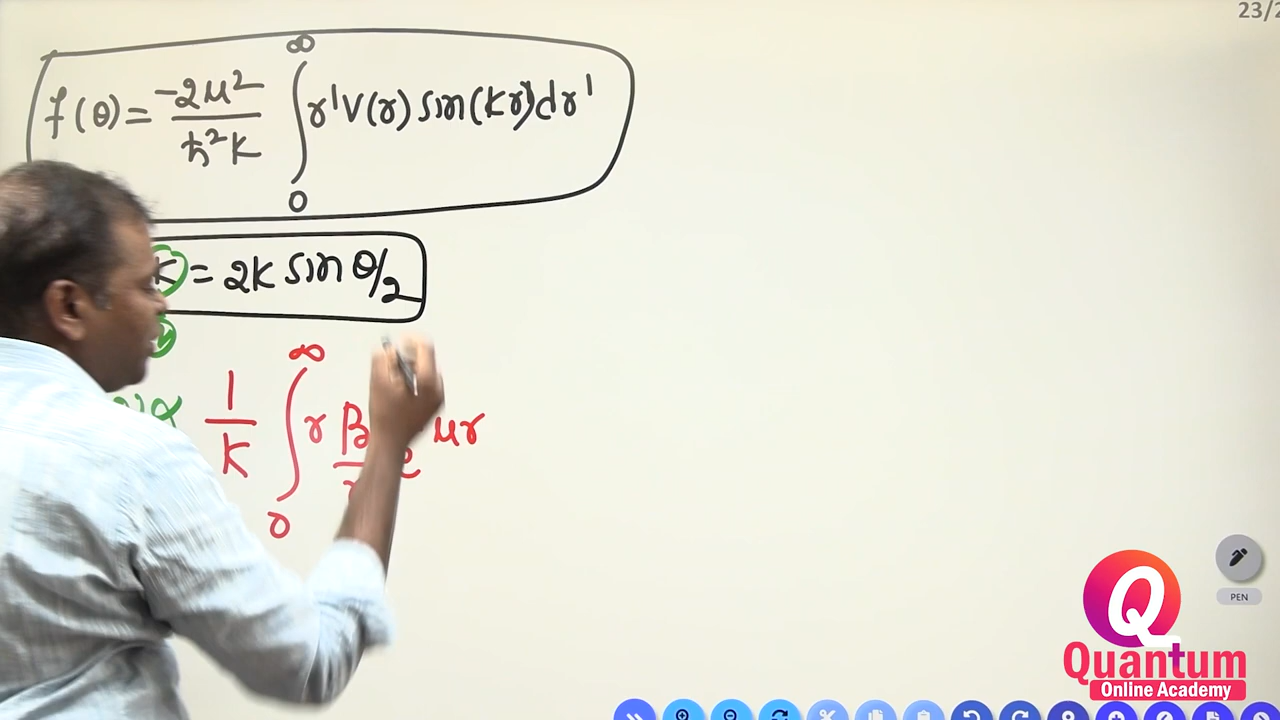 23/2
f(θ) = -2μ²/ħ²K ∫₀^∞ r' V(r) sin(Kr') dr'
K = 2K sin θ/2
α 1/K ∫₀^∞ r β e μr
PEN
Q
Quantum
Online Academy